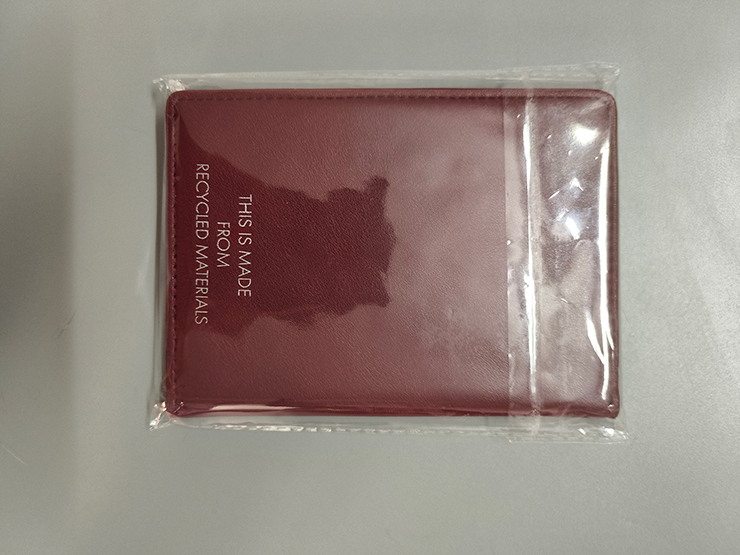 THIS IS MADE
FROM
RECYCLED MATERIALS